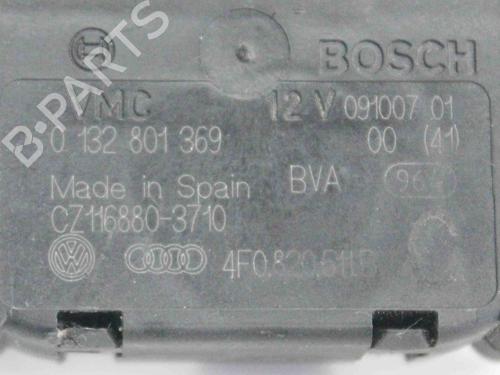 BOSCH
B-PARTS
VMC 12 V 091007 01
0 132 801 369 00 (41)
Made in Spain BVA
CZ116880-3710
4F0.820.511.B